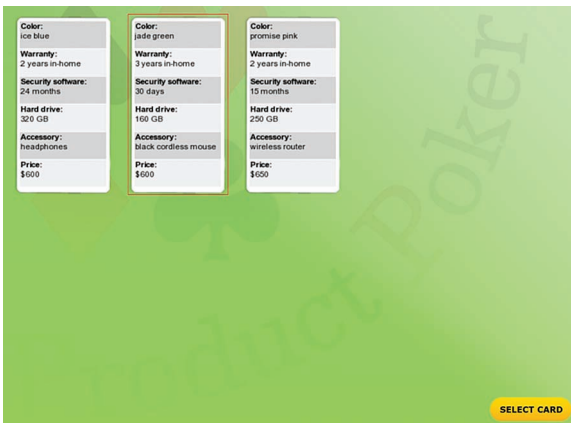 Color:
ice blue
Warranty:
2 years in-home
Security software:
24 months
Hard drive:
320 GB
Accessory:
headphones
Price:
$600
Color:
jade green
Warranty:
3 years in-home
Security software:
30 days
Hard drive:
160 GB
Accessory:
black cordless mouse
Price:
$600
Color:
promise pink
Warranty:
2 years in-home
Security software:
15 months
Hard drive:
250 GB
Accessory:
wireless router
Price:
$650
Product Poker
SELECT CARD